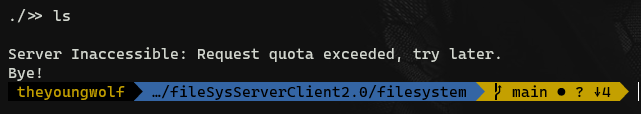 ./>> ls
Server Inaccessible: Request quota exceeded, try later.
Bye!
theyoungwolf …/fileSysServerClient2.0/filesystem main ● ? ↓4